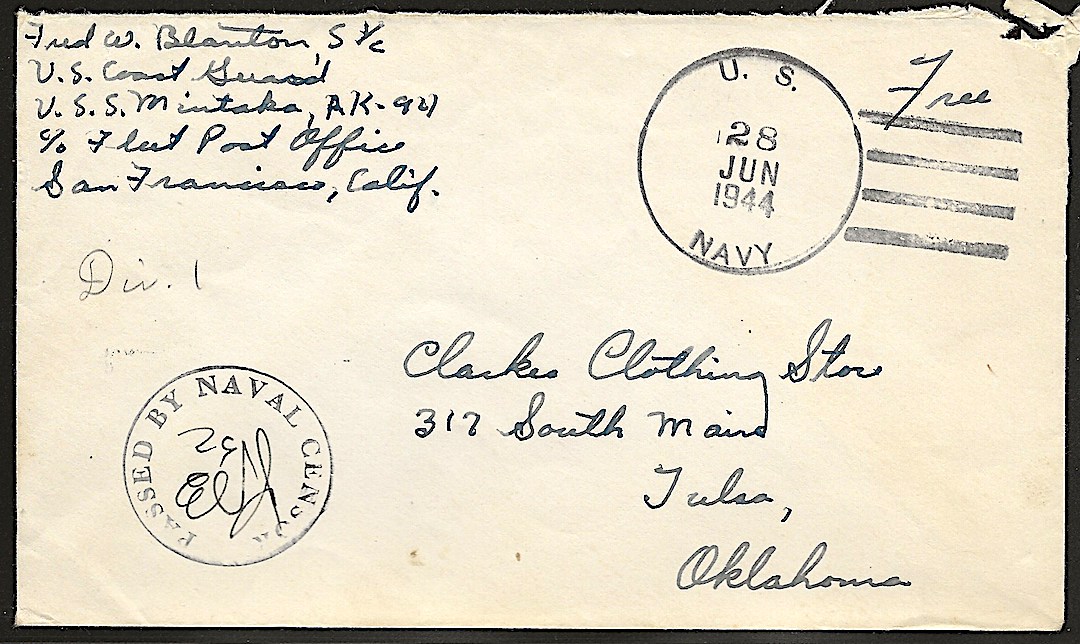 Fred W. Blanton, S 1/c
U.S. Coast Guard
U.S.S. Mintaka, AK-94
c/o Fleet Post Office
San Francisco, Calif.
U. S.
28
JUN
1944
NAVY
Free
Div. 1
PASSED BY NAVAL CENSOR
Clarkes Clothing Store
317 South Main
Tulsa,
Oklahoma